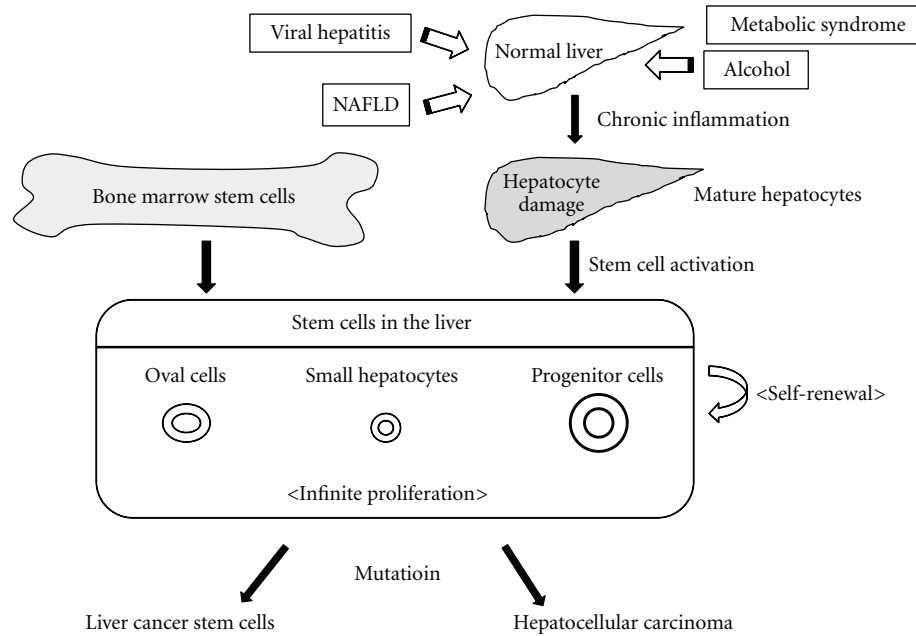 Viral hepatitis
Metabolic syndrome
Normal liver
Alcohol
NAFLD
Chronic inflammation
Bone marrow stem cells
Hepatocyte
damage
Mature hepatocytes
Stem cell activation
Stem cells in the liver
Oval cells
Small hepatocytes
Progenitor cells
<Self-renewal>
<Infinite proliferation>
Mutatioin
Liver cancer stem cells
Hepatocellular carcinoma